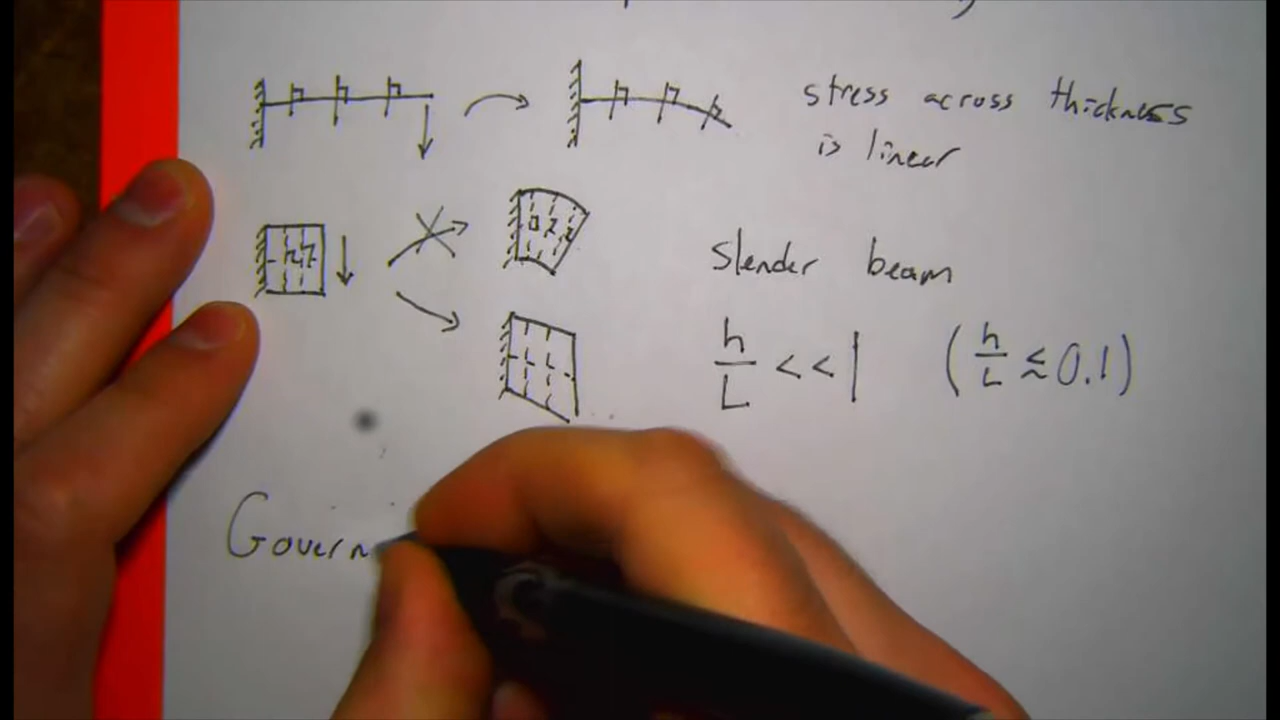 stress across thickness
is linear
slender beam
h/L << 1 (h/L ≲ 0.1)
Govern